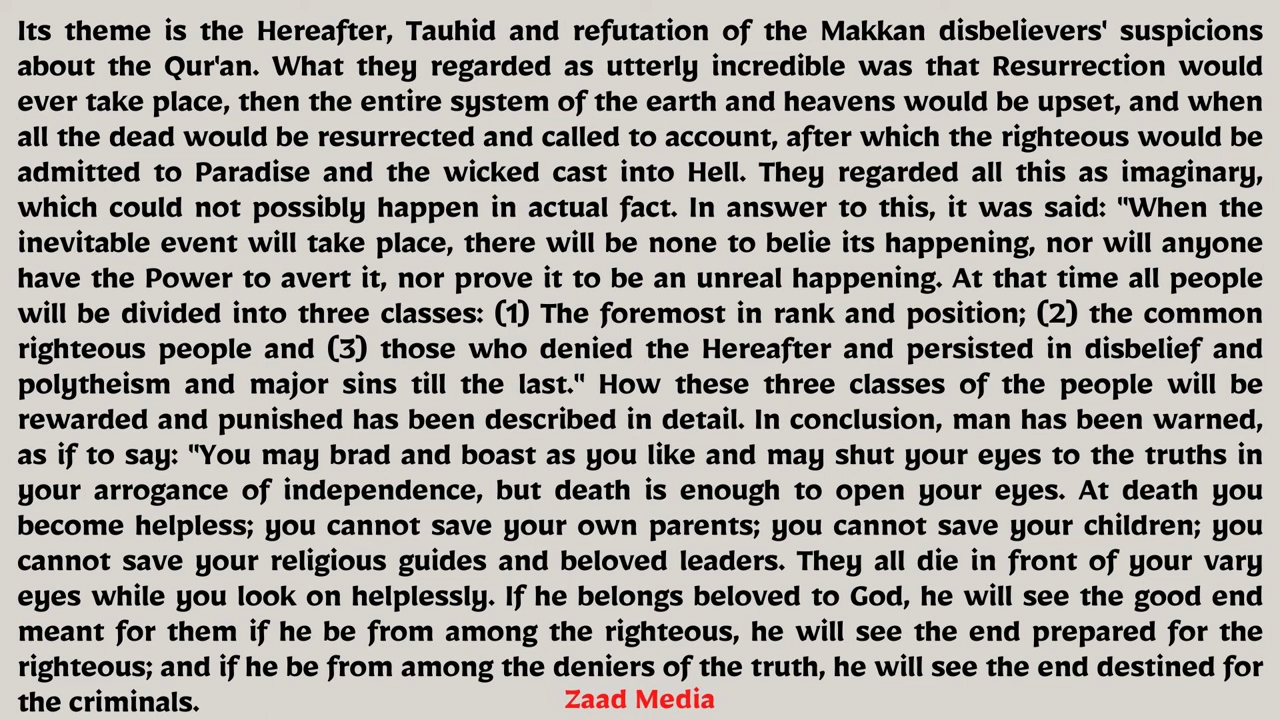 Its theme is the Hereafter, Tauhid and refutation of the Makkan disbelievers' suspicions
about the Qur'an. What they regarded as utterly incredible was that Resurrection would
ever take place, then the entire system of the earth and heavens would be upset, and when
all the dead would be resurrected and called to account, after which the righteous would be
admitted to Paradise and the wicked cast into Hell. They regarded all this as imaginary,
which could not possibly happen in actual fact. In answer to this, it was said: "When the
inevitable event will take place, there will be none to belie its happening, nor will anyone
have the Power to avert it, nor prove it to be an unreal happening. At that time all people
will be divided into three classes: (1) The foremost in rank and position; (2) the common
righteous people and (3) those who denied the Hereafter and persisted in disbelief and
polytheism and major sins till the last." How these three classes of the people will be
rewarded and punished has been described in detail. In conclusion, man has been warned,
as if to say: "You may brad and boast as you like and may shut your eyes to the truths in
your arrogance of independence, but death is enough to open your eyes. At death you
become helpless; you cannot save your own parents; you cannot save your children; you
cannot save your religious guides and beloved leaders. They all die in front of your vary
eyes while you look on helplessly. If he belongs beloved to God, he will see the good end
meant for them if he be from among the righteous, he will see the end prepared for the
righteous; and if he be from among the deniers of the truth, he will see the end destined for
the criminals.
Zaad Media